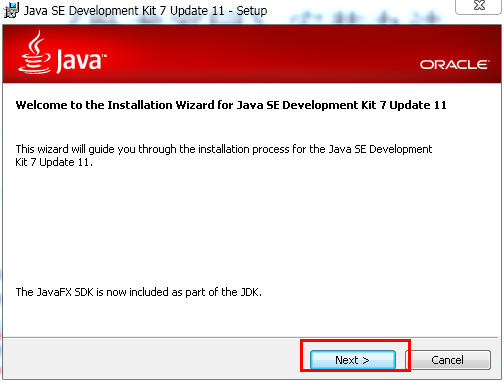 Java SE Development Kit 7 Update 11 - Setup
Java™
ORACLE®
Welcome to the Installation Wizard for Java SE Development Kit 7 Update 11
This wizard will guide you through the installation process for the Java SE Development
Kit 7 Update 11.
The JavaFX SDK is now included as part of the JDK.
Next >
Cancel